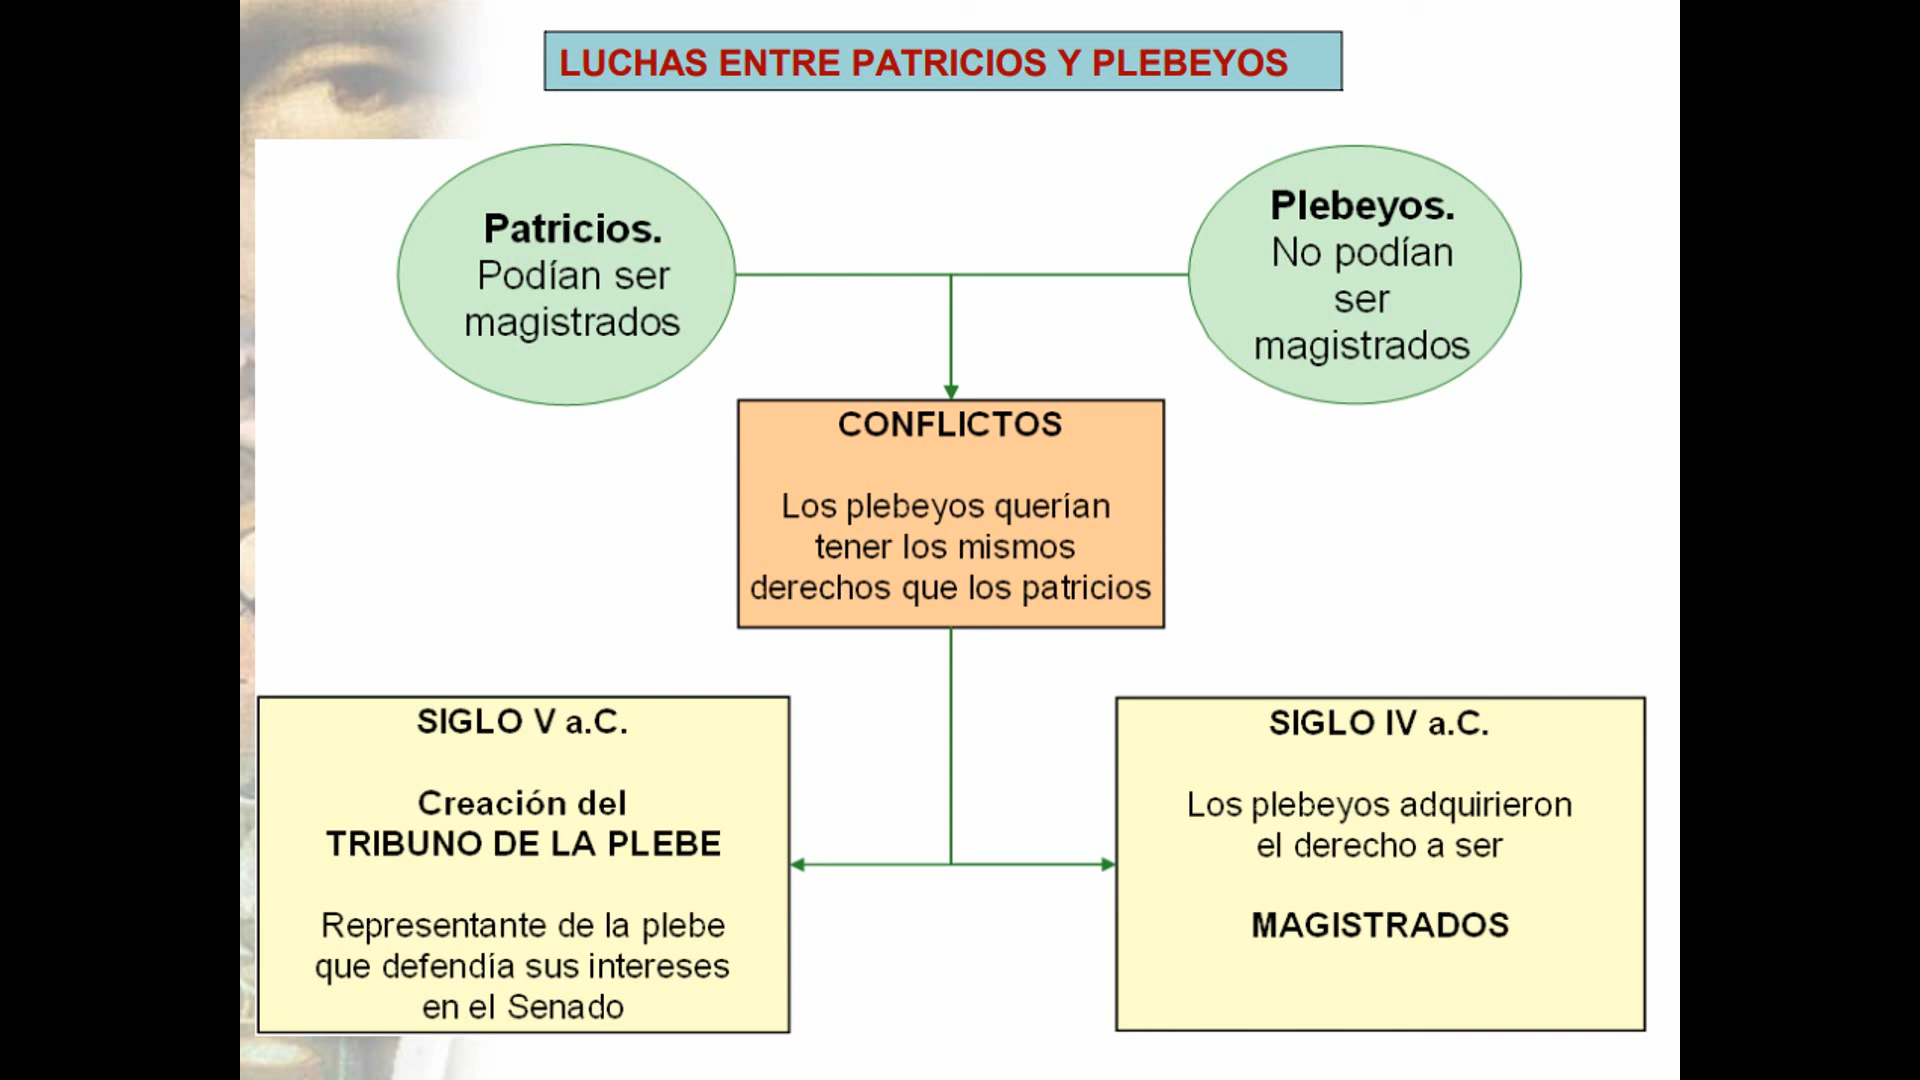 LUCHAS ENTRE PATRICIOS Y PLEBEYOS
Patricios.
Podían ser
magistrados
Plebeyos.
No podían
ser
magistrados
CONFLICTOS
Los plebeyos querían
tener los mismos
derechos que los patricios
SIGLO V a.C.
Creación del
TRIBUNO DE LA PLEBE
Representante de la plebe
que defendía sus intereses
en el Senado
SIGLO IV a.C.
Los plebeyos adquirieron
el derecho a ser
MAGISTRADOS